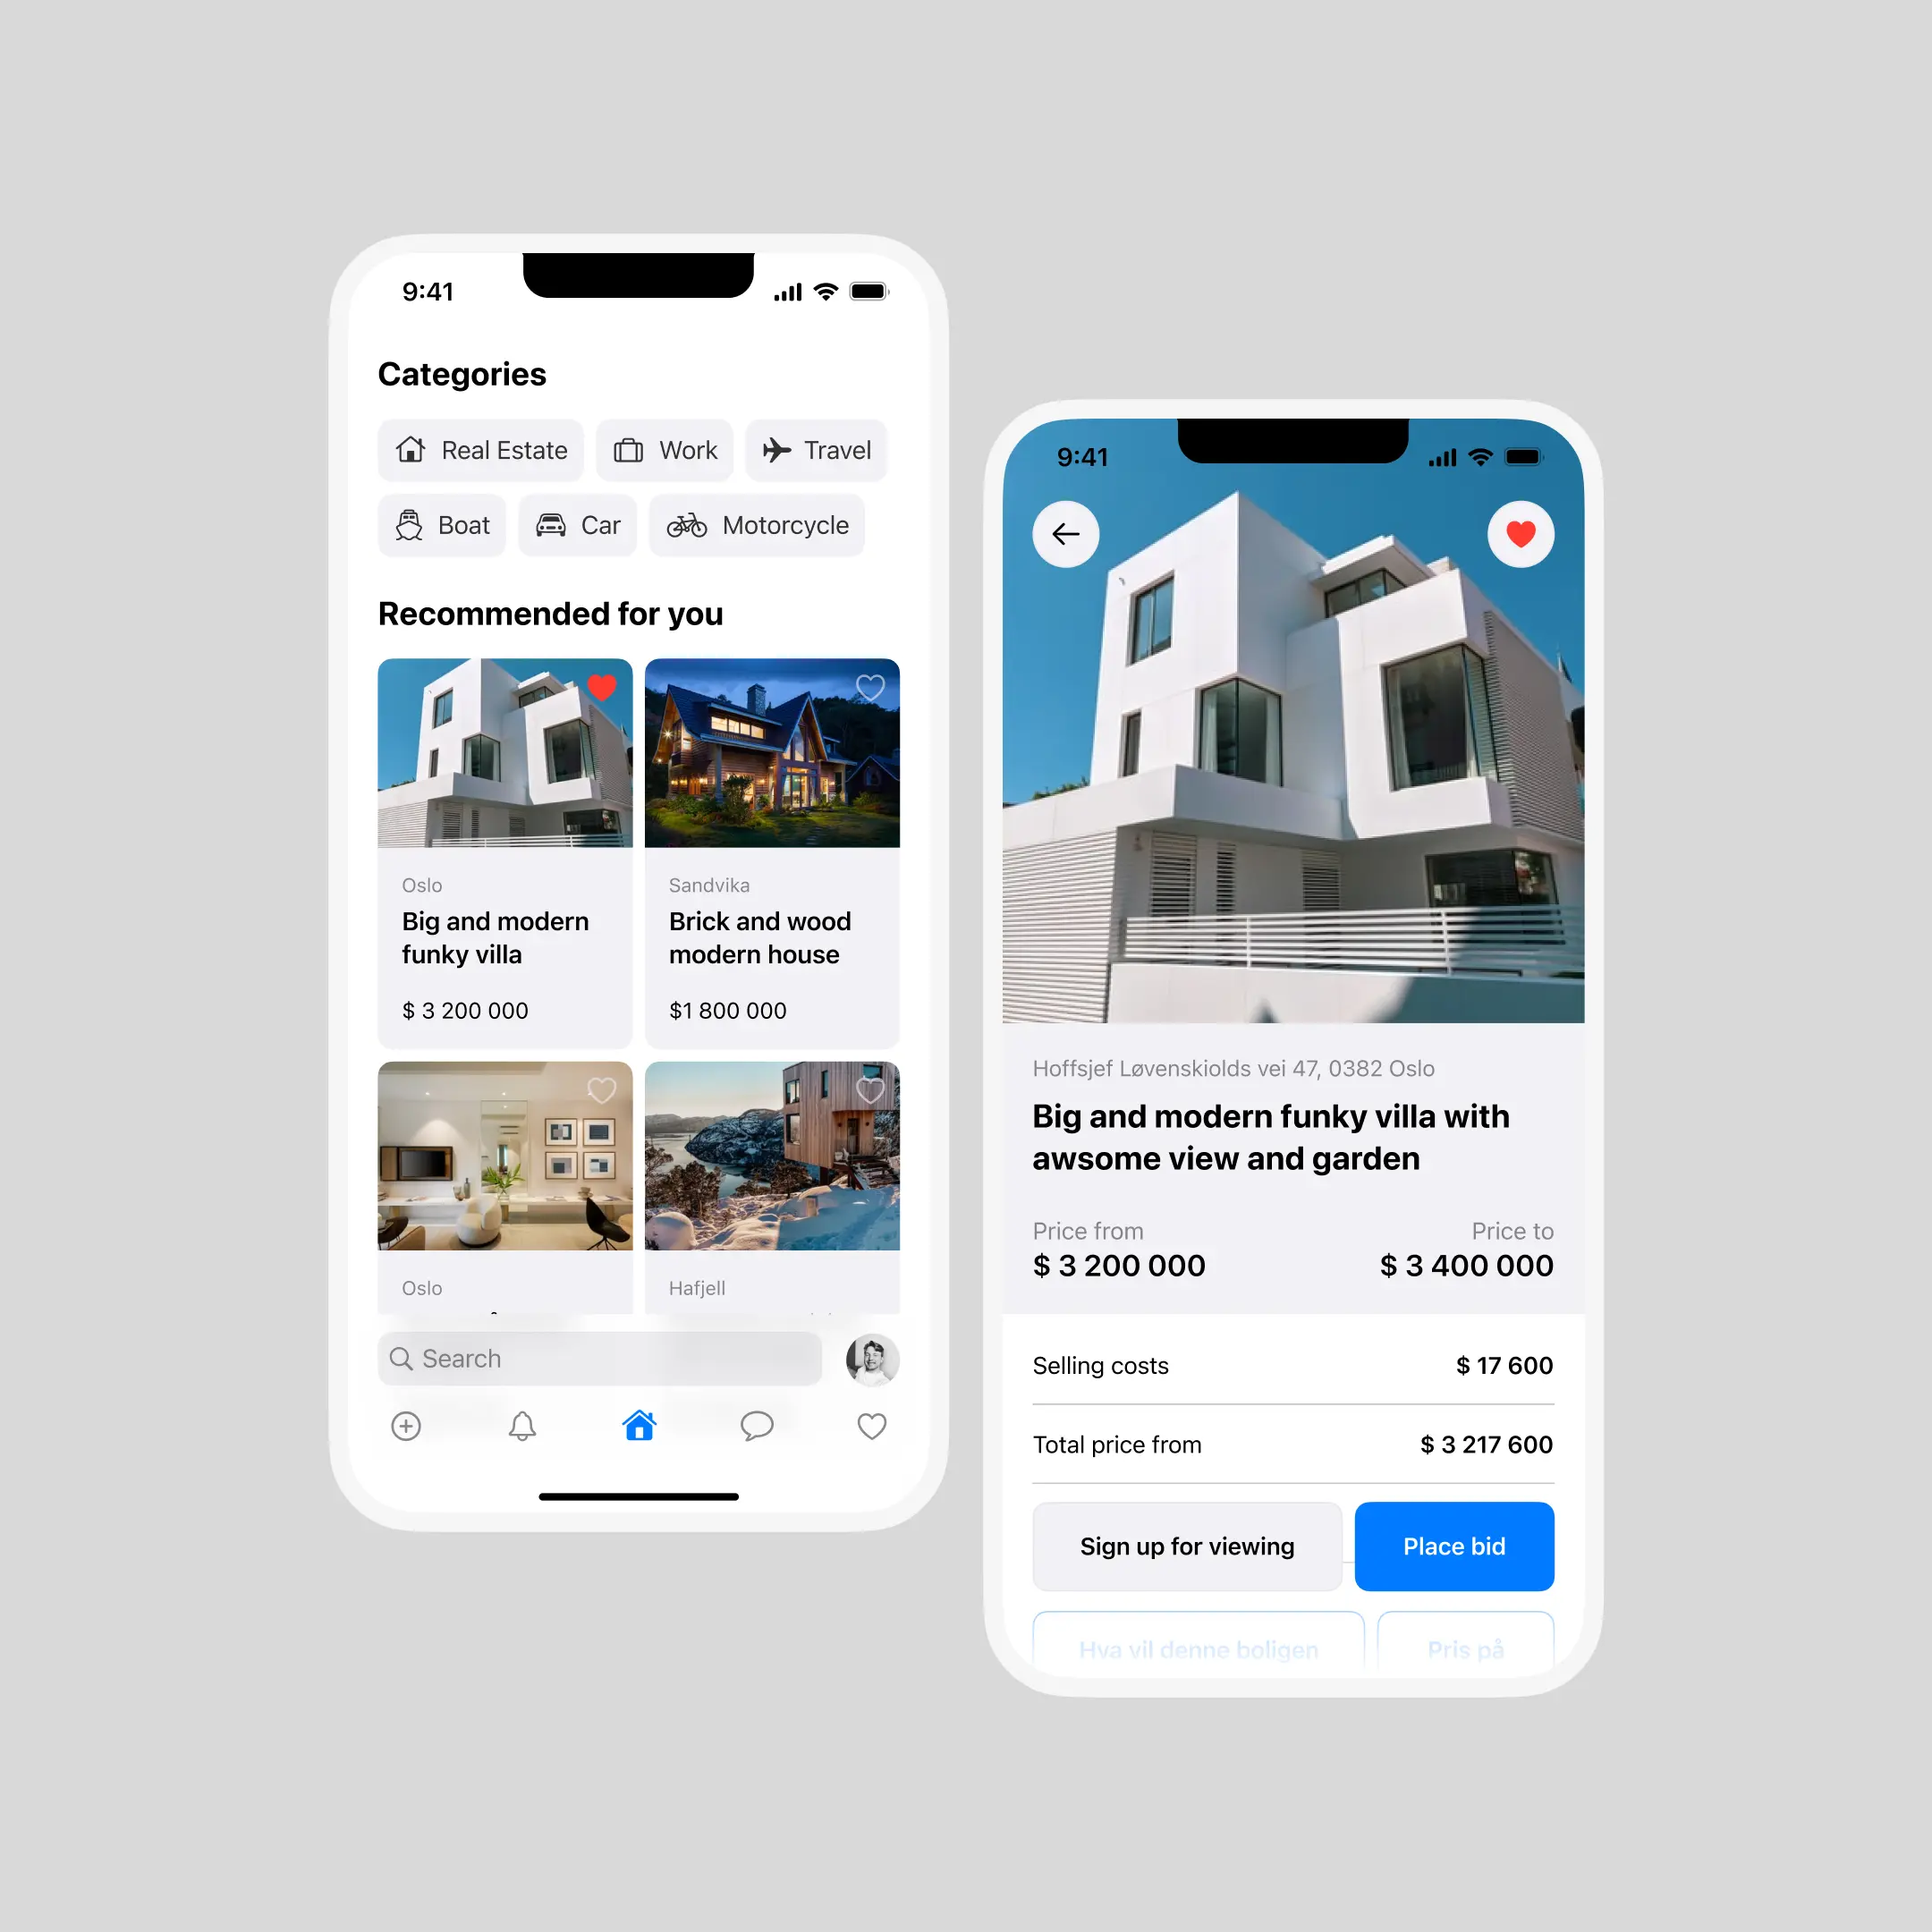 9:41
Categories
Real Estate
Work
Travel
Boat
Car
Motorcycle
Recommended for you
Oslo
Big and modern
funky villa
$ 3 200 000
Sandvika
Brick and wood
modern house
$1 800 000
Oslo
Hafjell
Search
9:41
Hoffsjef Løvenskiolds vei 47, 0382 Oslo
Big and modern funky villa with
awsome view and garden
Price from
Price to
$ 3 200 000
$ 3 400 000
Selling costs
$ 17 600
Total price from
$ 3 217 600
Sign up for viewing
Place bid
Hva vil denne boligen
Pris på